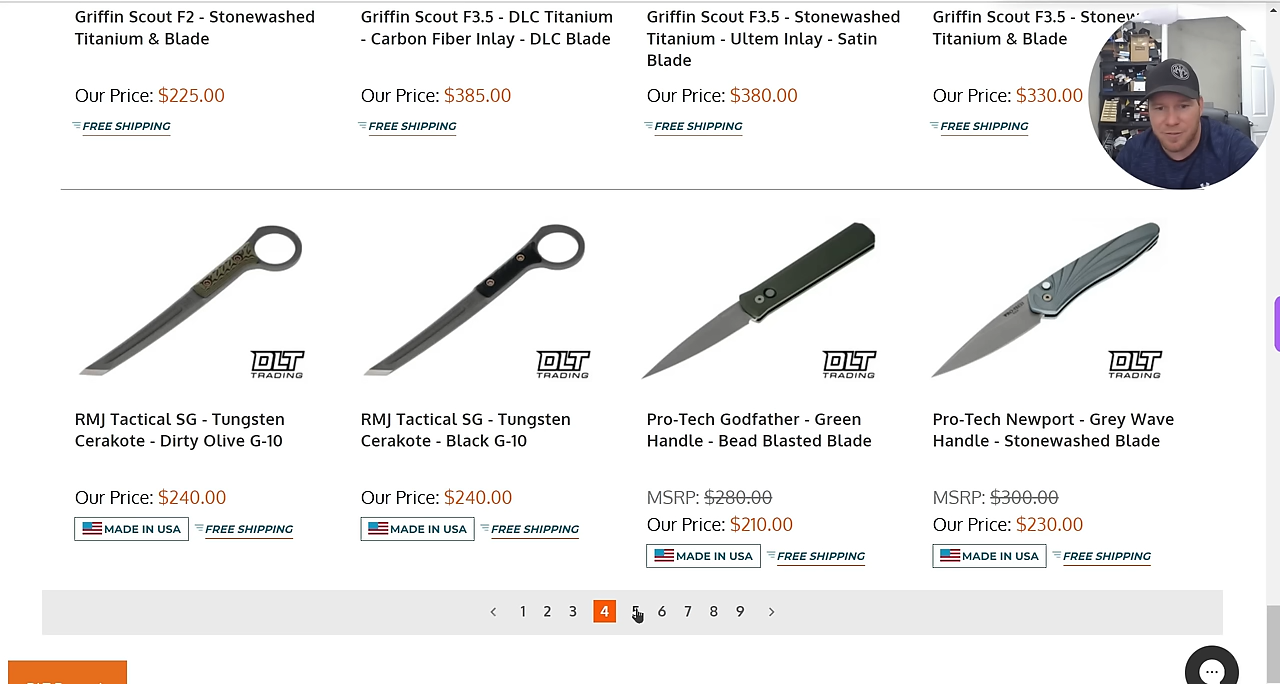 Griffin Scout F2 - Stonewashed
Titanium & Blade
Our Price: $225.00
FREE SHIPPING
Griffin Scout F3.5 - DLC Titanium
- Carbon Fiber Inlay - DLC Blade
Our Price: $385.00
FREE SHIPPING
Griffin Scout F3.5 - Stonewashed
Titanium - Ultem Inlay - Satin
Blade
Our Price: $380.00
FREE SHIPPING
Griffin Scout F3.5 -
Titanium & Blade
Our Price: $330.00
FREE SHIPPING
DLT
TRADING
RMJ Tactical SG - Tungsten
Cerakote - Dirty Olive G-10
Our Price: $240.00
MADE IN USA FREE SHIPPING
DLT
TRADING
RMJ Tactical SG - Tungsten
Cerakote - Black G-10
Our Price: $240.00
MADE IN USA FREE SHIPPING
DLT
TRADING
Pro-Tech Godfather - Green
Handle - Bead Blasted Blade
MSRP: $280.00
Our Price: $210.00
MADE IN USA FREE SHIPPING
DLT
TRADING
Pro-Tech Newport - Grey Wave
Handle - Stonewashed Blade
MSRP: $300.00
Our Price: $230.00
MADE IN USA FREE SHIPPING
< 1 2 3 4 5 6 7 8 9 >